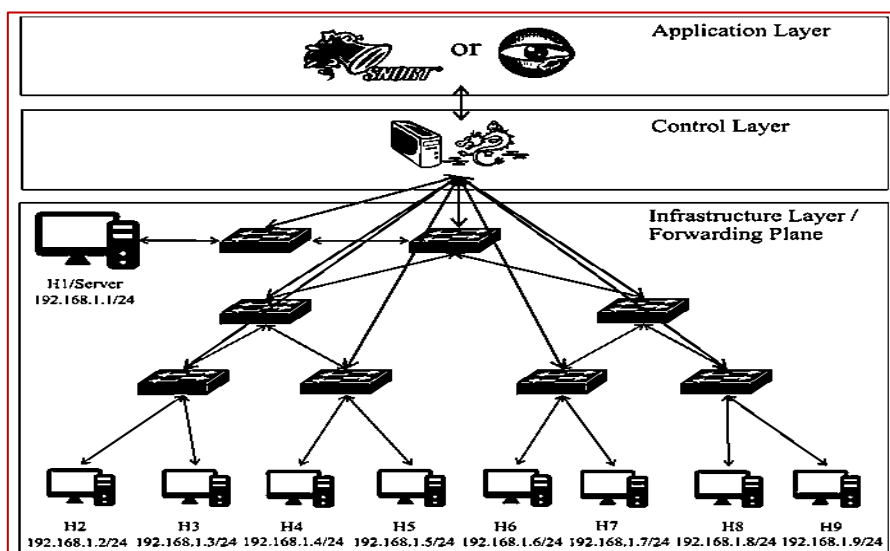 Application Layer
SNORT
or
Control Layer
Infrastructure Layer /
Forwarding Plane
H1/Server
192.168.1.1/24
H2 H3 H4 H5 H6 H7 H8 H9
192.168.1.2/24 192.168.1.3/24 192.168.1.4/24 192.168.1.5/24 192.168.1.6/24 192.168.1.7/24 192.168.1.8/24 192.168.1.9/24